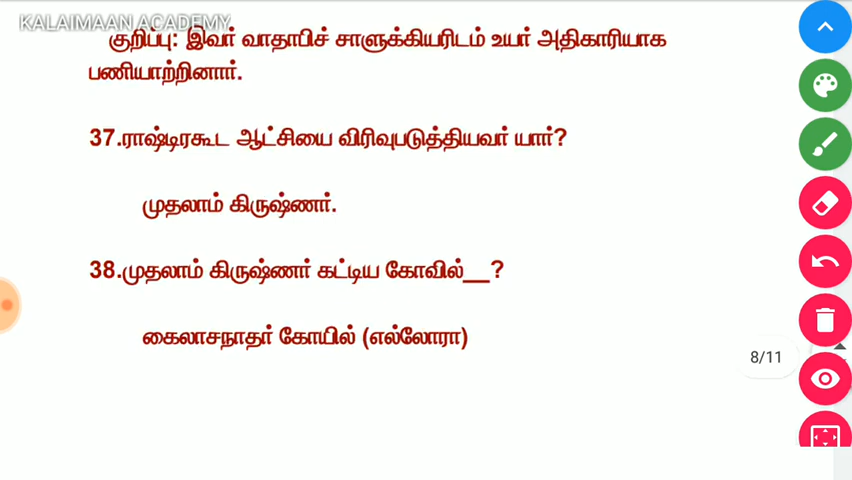 KALAIMAAN ACADEMY
குறிப்பு: இவர் வாதாபிச் சாளுக்கியரிடம் உயர் அதிகாரியாக
பணியாற்றினார்.
37.ராஷ்டிரகூட ஆட்சியை விரிவுபடுத்தியவர் யார்?
முதலாம் கிருஷ்ணர்.
38.முதலாம் கிருஷ்ணர் கட்டிய கோவில்__?
கைலாசநாதர் கோயில் (எல்லோரா)
8/11